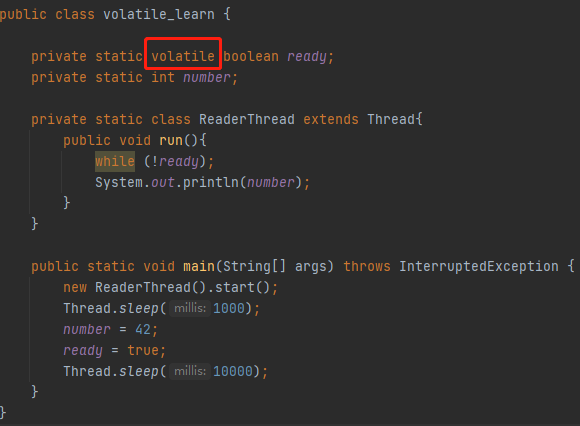 public class volatile_learn {
private static volatile boolean ready;
private static int number;
private static class ReaderThread extends Thread{
public void run(){
while (!ready);
System.out.println(number);
}
}
public static void main(String[] args) throws InterruptedException {
new ReaderThread().start();
Thread.sleep( millis: 1000);
number = 42;
ready = true;
Thread.sleep( millis: 10000);
}
}